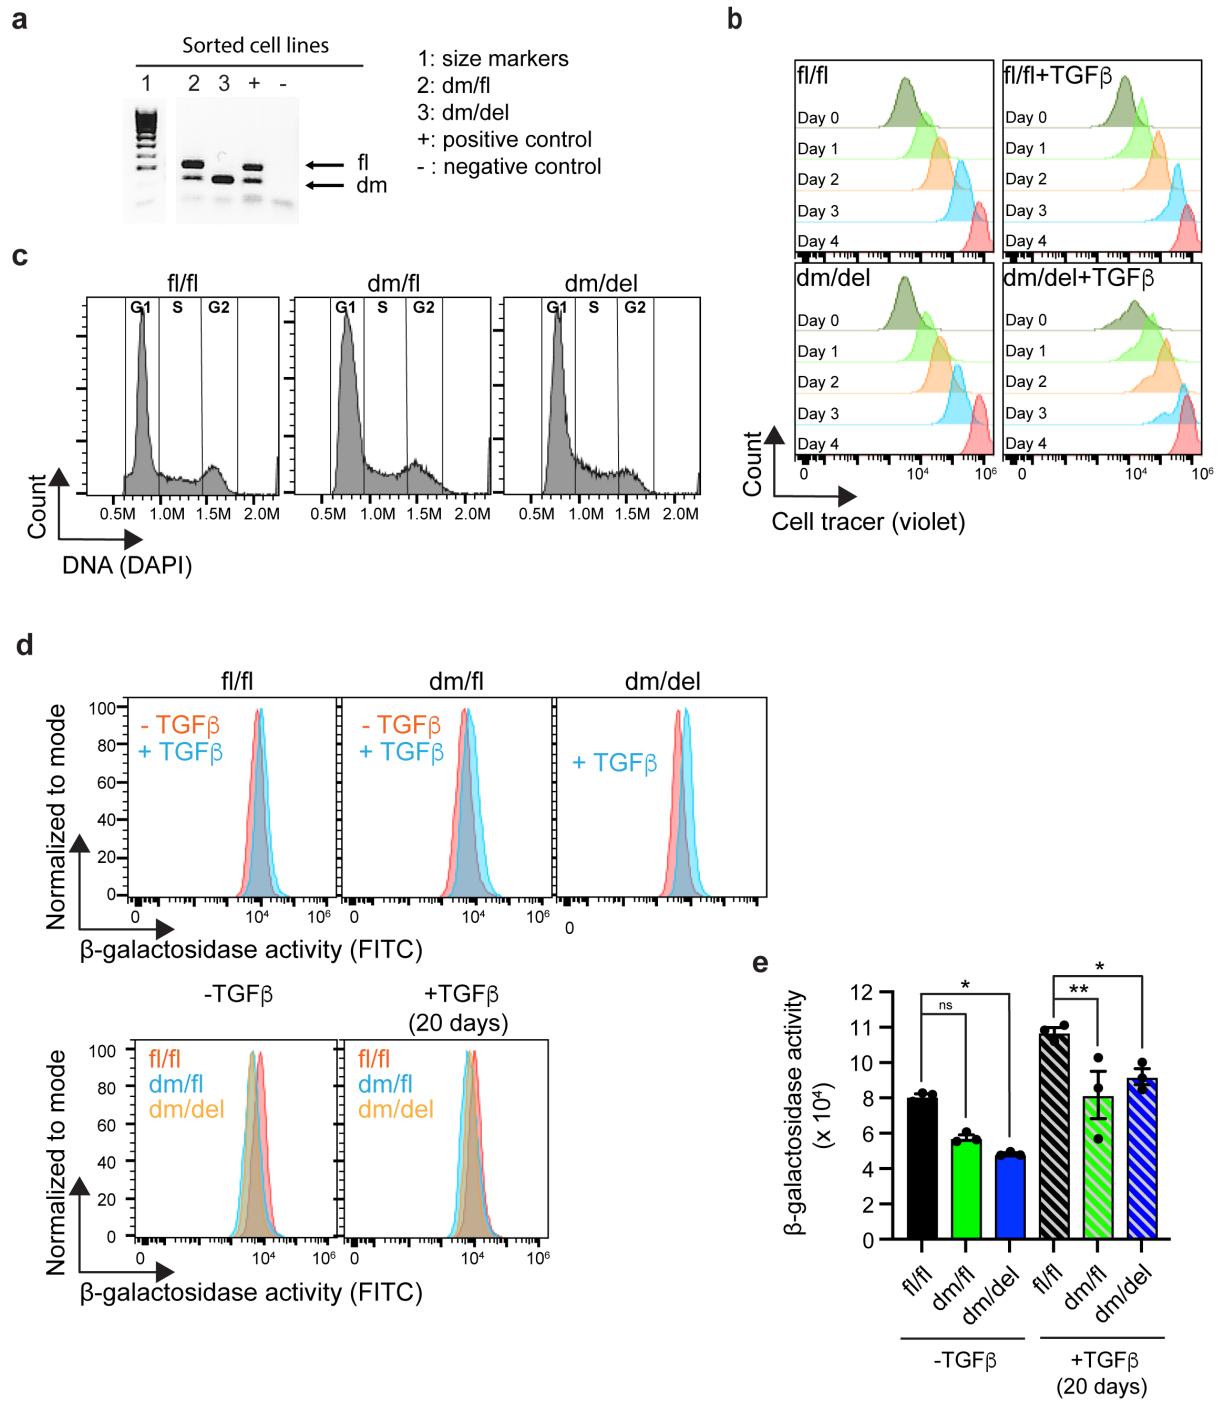 a
Sorted cell lines
1 2 3 + -
fl
dm
1: size markers
2: dm/fl
3: dm/del
+: positive control
- : negative control
b
fl/fl
Day 0
Day 1
Day 2
Day 3
Day 4
fl/fl+TGFβ
Day 0
Day 1
Day 2
Day 3
Day 4
dm/del
Day 0
Day 1
Day 2
Day 3
Day 4
dm/del+TGFβ
Day 0
Day 1
Day 2
Day 3
Day 4
0 10⁴ 10⁶ 0 10⁴ 10⁶
Count
Cell tracer (violet)
c
fl/fl dm/fl dm/del
G1 S G2 G1 S G2 G1 S G2
0.5M 1.0M 1.5M 2.0M 0.5M 1.0M 1.5M 2.0M 0.5M 1.0M 1.5M 2.0M
Count
DNA (DAPI)
d
fl/fl dm/fl dm/del
Normalized to mode
100
80
60
40
20
0
- TGFβ
+ TGFβ
- TGFβ
+ TGFβ
+ TGFβ
0 10⁴ 10⁶ 0 10⁴ 10⁶ 0
β-galactosidase activity (FITC)
-TGFβ
+TGFβ
(20 days)
Normalized to mode
100
80
60
40
20
0
fl/fl
dm/fl
dm/del
fl/fl
dm/fl
dm/del
0 10⁴ 10⁶ 0 10⁴ 10⁶
β-galactosidase activity (FITC)
e
β-galactosidase activity
(x 10⁴)
12
11
10
8
6
4
2
0
ns
*
**
*
fl/fl
dm/fl
dm/del
fl/fl
dm/fl
dm/del
-TGFβ
+TGFβ
(20 days)